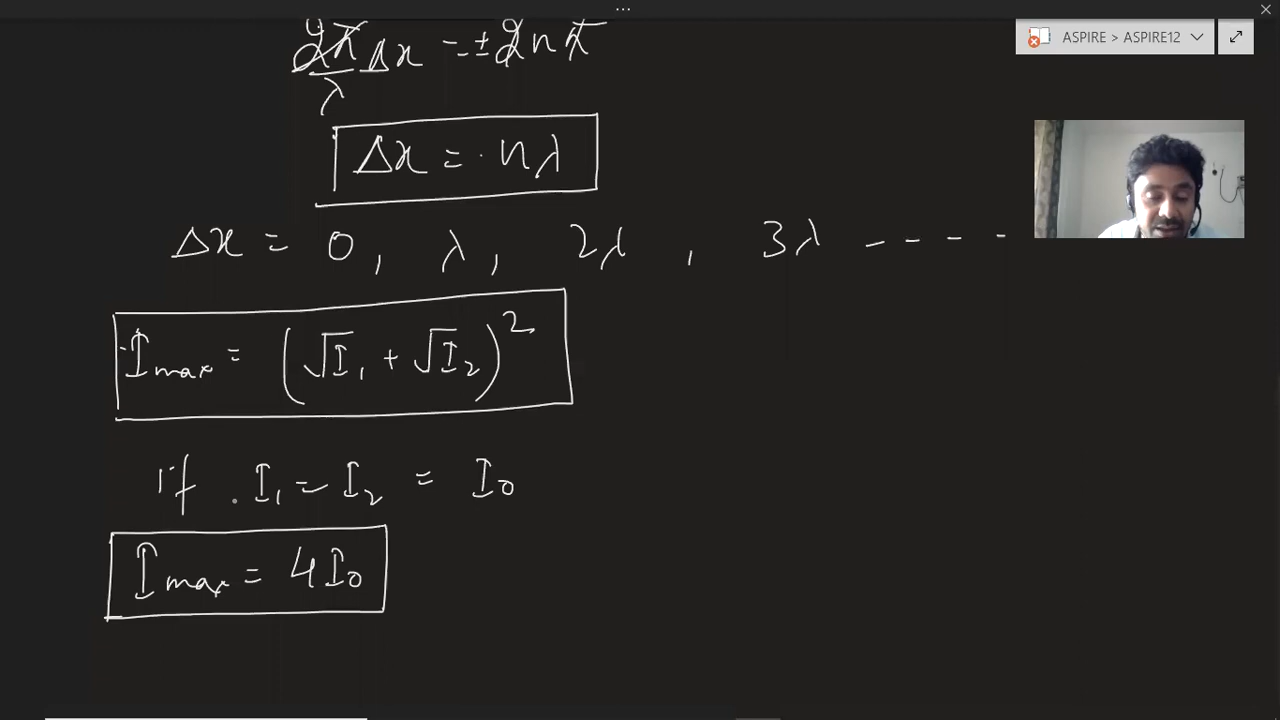 ...
ASPIRE > ASPIRE12
2π/λ Δx = ± 2nπ
Δx = nλ
Δx = 0, λ, 2λ, 3λ ----
Imax = (√I₁ + √I₂)²
if I₁ = I₂ = I₀
Imax = 4I₀